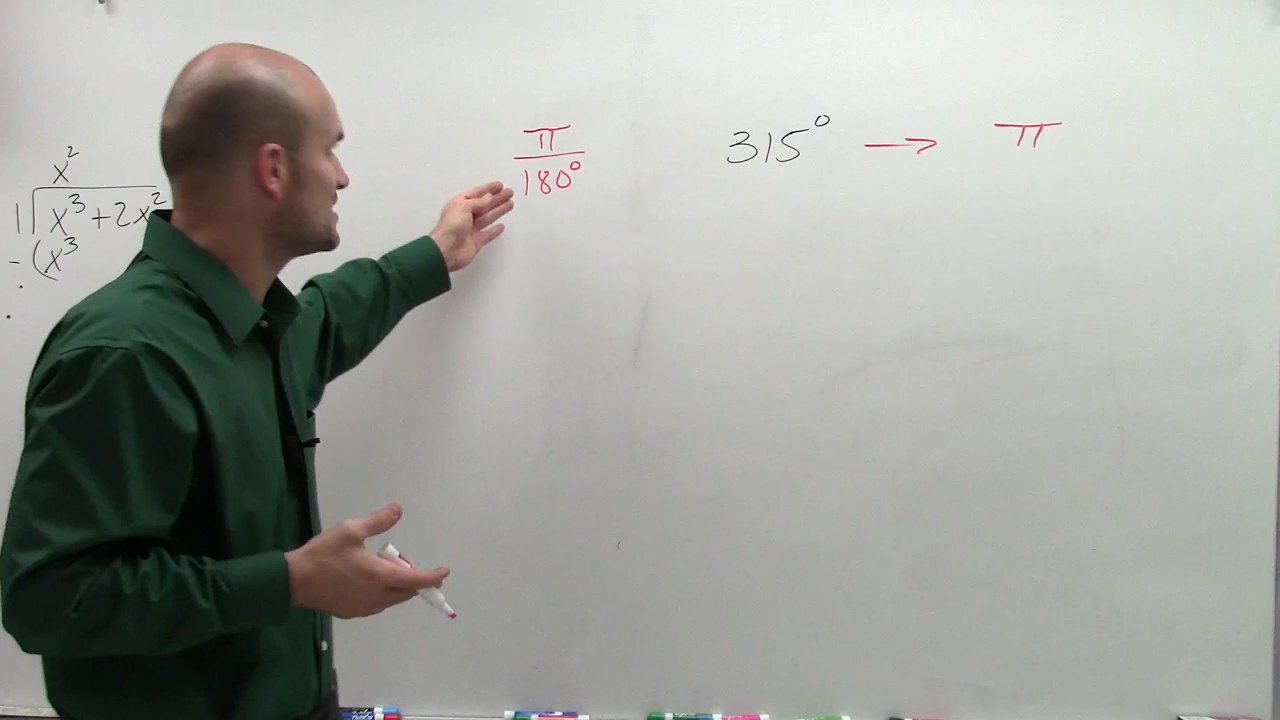 x²
1 x³+2x²
-(x³
π
180°
315° → π